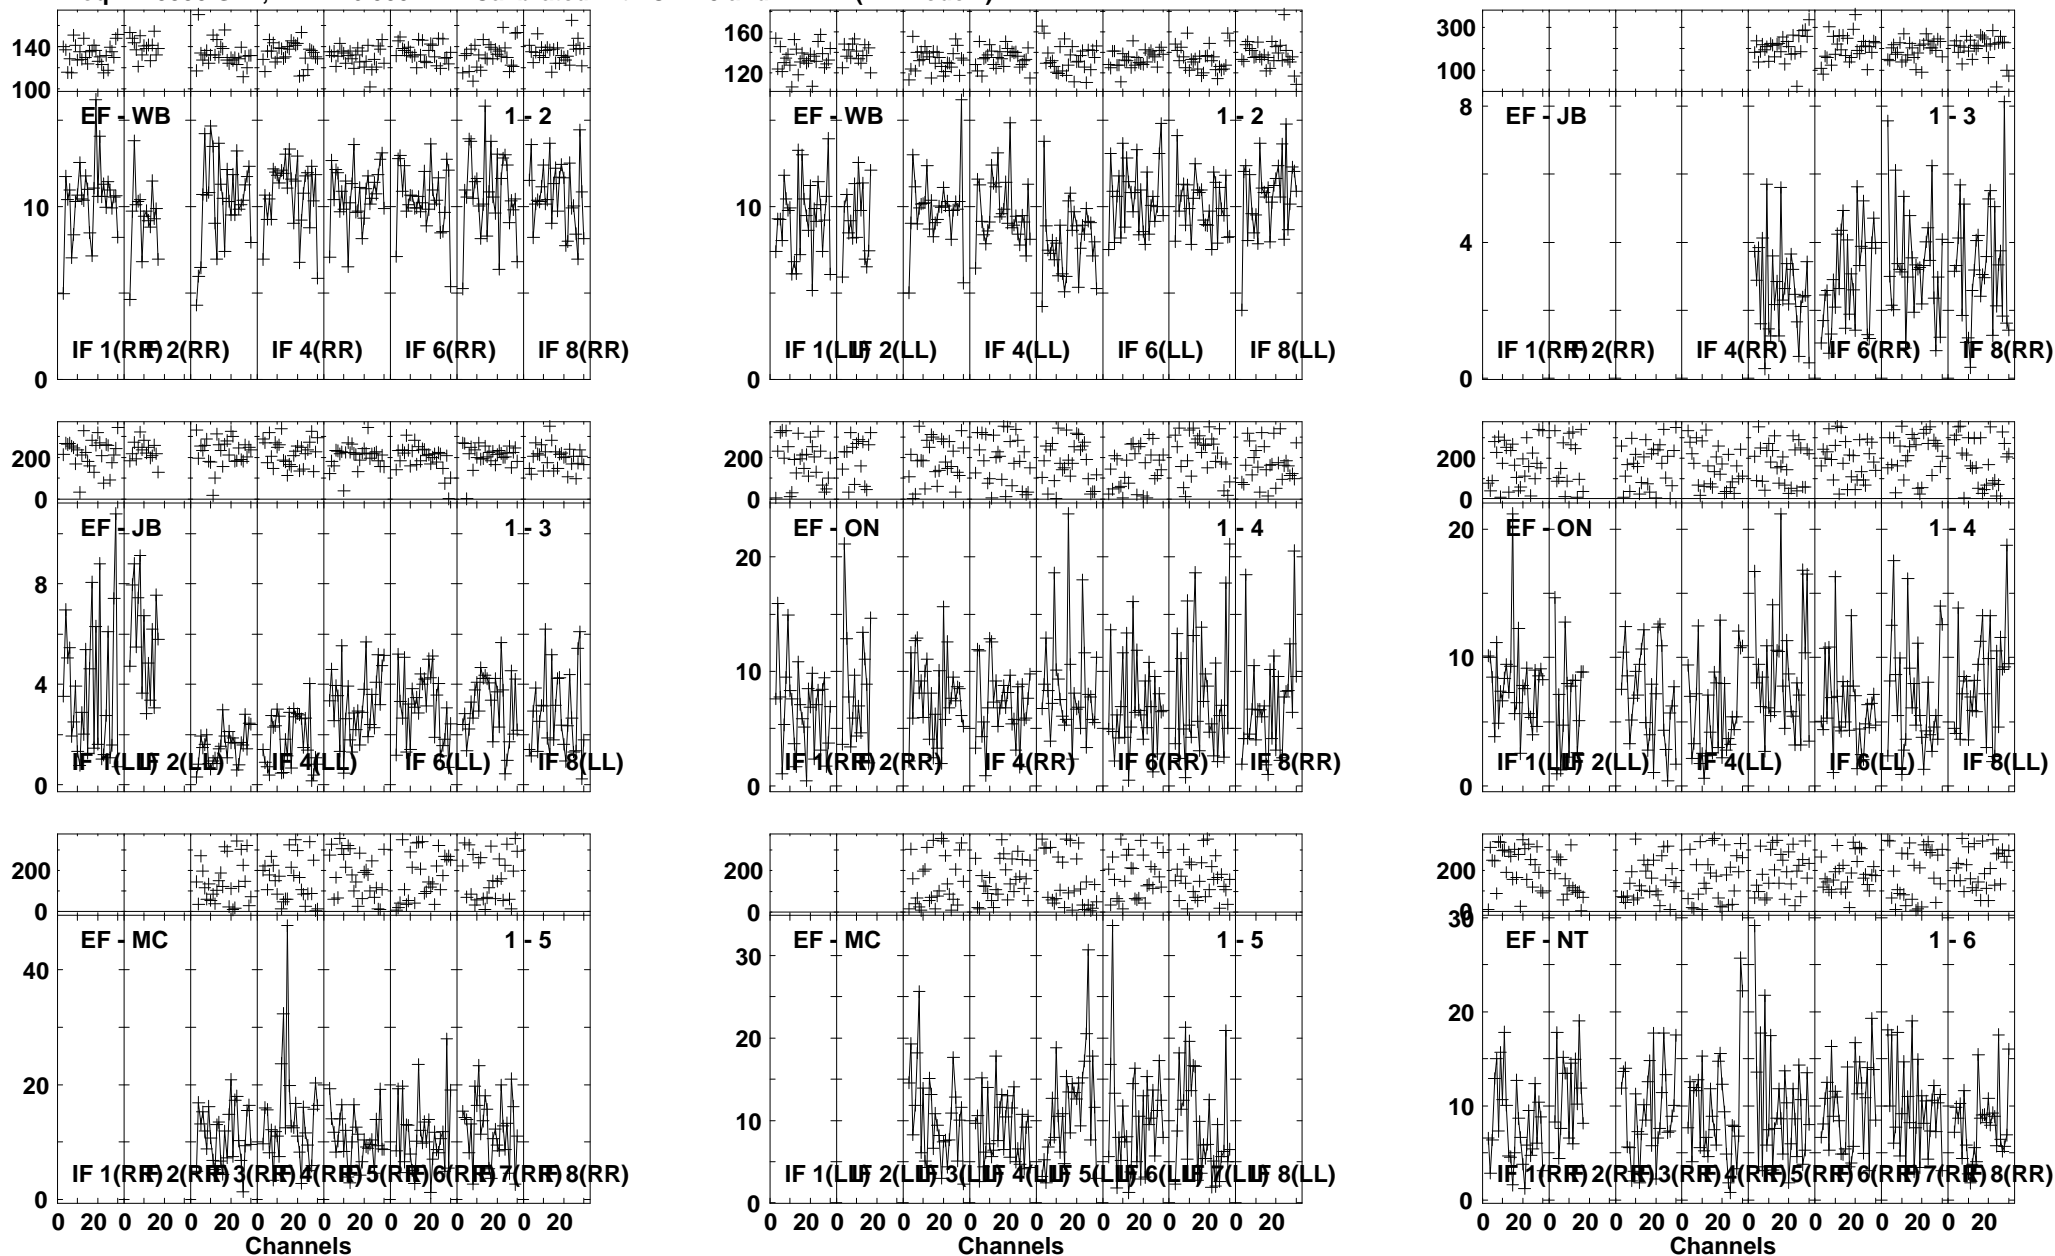 140
100
EF - WB 1 - 2
10
IF 1(RR) IF 2(RR) IF 4(RR) IF 6(RR) IF 8(RR)
0
160
120
EF - WB 1 - 2
10
IF 1(LL) IF 2(LL) IF 4(LL) IF 6(LL) IF 8(LL)
0
300
100
8
EF - JB 1 - 3
4
IF 1(RR) IF 2(RR) IF 4(RR) IF 6(RR) IF 8(RR)
0
200
0
EF - JB 1 - 3
8
4
IF 1(LL) IF 2(LL) IF 4(LL) IF 6(LL) IF 8(LL)
0
200
0
EF - ON 1 - 4
20
10
IF 1(RR) IF 2(RR) IF 4(RR) IF 6(RR) IF 8(RR)
0
200
0
20
EF - ON 1 - 4
10
IF 1(LL) IF 2(LL) IF 4(LL) IF 6(LL) IF 8(LL)
0
200
0
EF - MC 1 - 5
40
20
IF 1(RR) IF 2(RR) IF 3(RR) IF 4(RR) IF 5(RR) IF 6(RR) IF 7(RR) IF 8(RR)
0
0 20 0 20 0 20 0 20 0 20 0 20 0 20 0 20
Channels
200
0
EF - MC 1 - 5
30
20
10
IF 1(LL) IF 2(LL) IF 3(LL) IF 4(LL) IF 5(LL) IF 6(LL) IF 7(LL) IF 8(LL)
0
0 20 0 20 0 20 0 20 0 20 0 20 0 20 0 20
Channels
200
0
30
EF - NT 1 - 6
20
10
IF 1(RR) IF 2(RR) IF 3(RR) IF 4(RR) IF 5(RR) IF 6(RR) IF 7(RR) IF 8(RR)
0
0 20 0 20 0 20 0 20 0 20 0 20 0 20 0 20
Channels